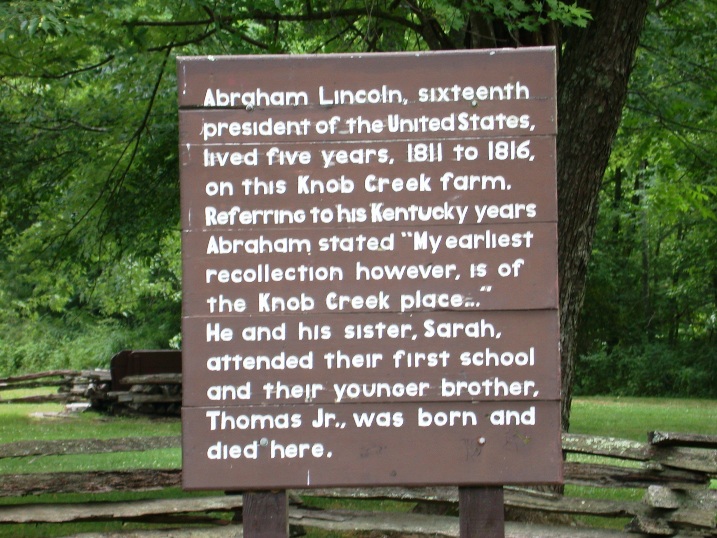 Abraham Lincoln, sixteenth
president of the United States,
lived five years, 1811 to 1816,
on this Knob Creek farm.
Referring to his Kentucky years
Abraham stated "My earliest
recollection however, is of
the Knob Creek place..."
He and his sister, Sarah,
attended their first school
and their younger brother,
Thomas Jr., was born and
died here.